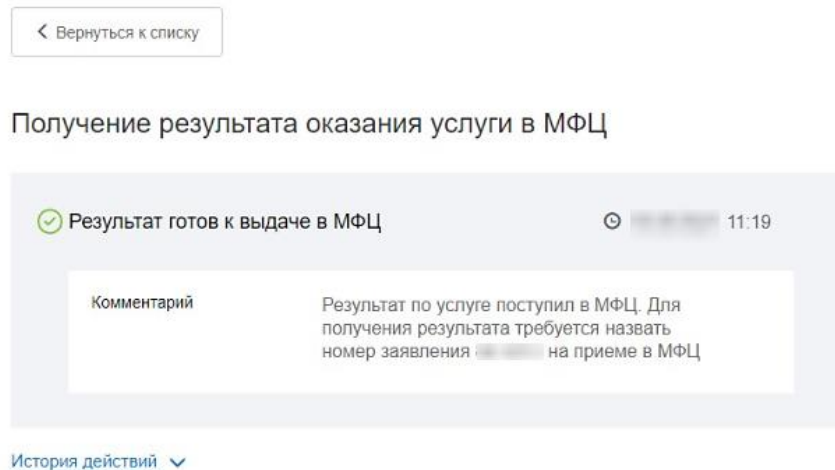 Вернуться к списку
Получение результата оказания услуги в МФЦ
Результат готов к выдаче в МФЦ
11:19
Комментарий
Результат по услуге поступил в МФЦ. Для
получения результата требуется назвать
номер заявления на приеме в МФЦ
История действий